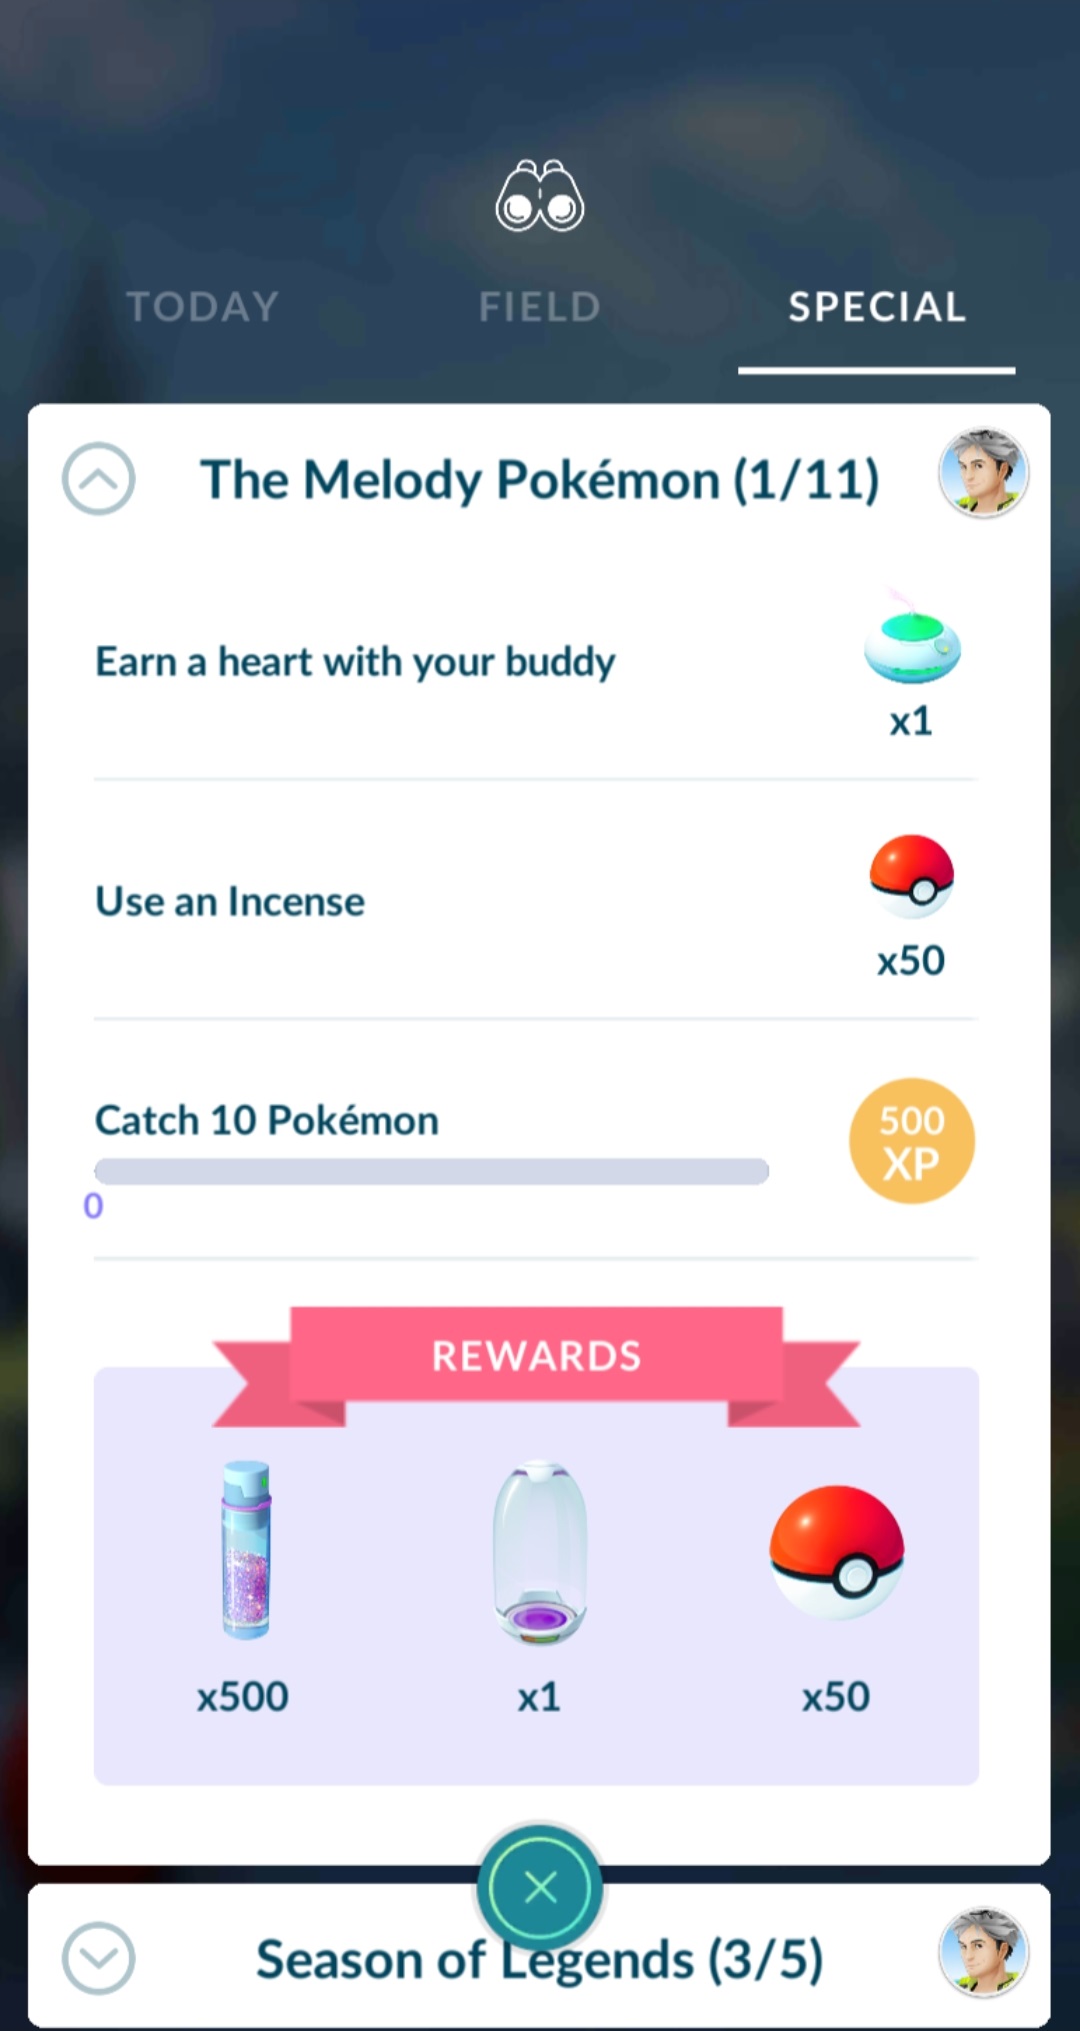 TODAY
FIELD
SPECIAL
The Melody Pokémon (1/11)
Earn a heart with your buddy
x1
Use an Incense
x50
Catch 10 Pokémon
0
500
XP
REWARDS
x500
x1
x50
Season of Legends (3/5)